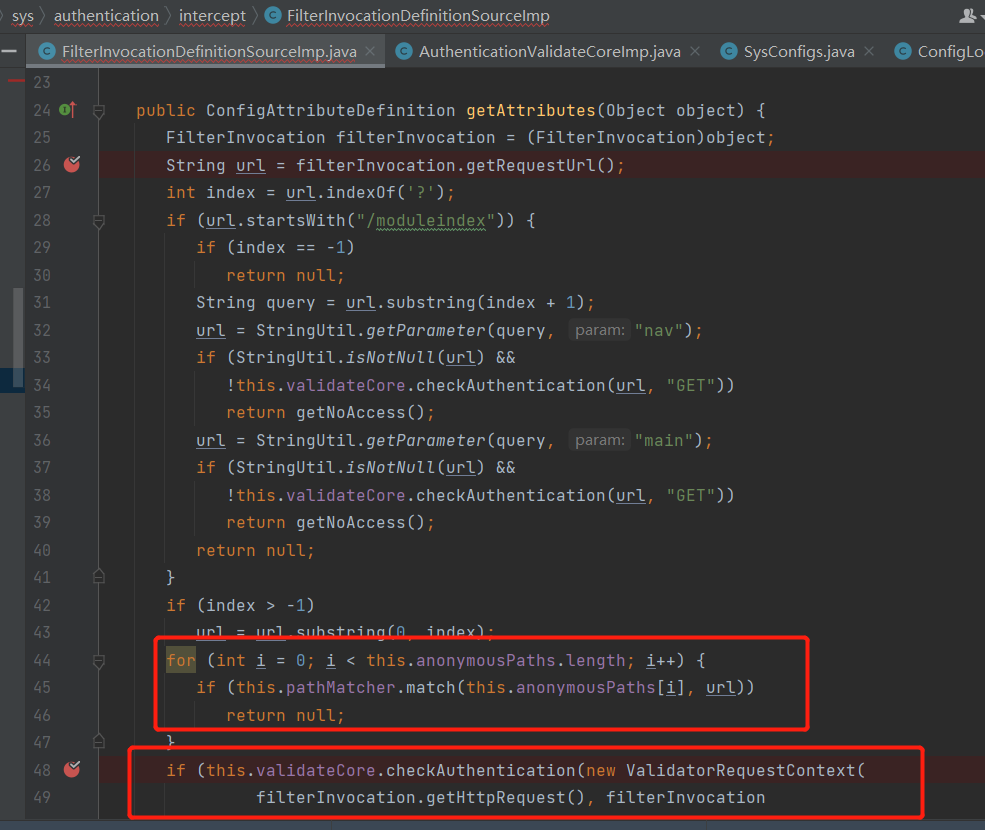 sys authentication intercept FilterInvocationDefinitionSourceImp
FilterInvocationDefinitionSourceImp.java AuthenticationValidateCoreImp.java SysConfigs.java ConfigLo
23
24 public ConfigAttributeDefinition getAttributes(Object object) {
25 FilterInvocation filterInvocation = (FilterInvocation)object;
26 String url = filterInvocation.getRequestUrl();
27 int index = url.indexOf('?');
28 if (url.startsWith("/moduleindex")) {
29 if (index == -1)
30 return null;
31 String query = url.substring(index + 1);
32 url = StringUtil.getParameter(query, param: "nav");
33 if (StringUtil.isNotNull(url) &&
34 !this.validateCore.checkAuthentication(url, "GET"))
35 return getNoAccess();
36 url = StringUtil.getParameter(query, param: "main");
37 if (StringUtil.isNotNull(url) &&
38 !this.validateCore.checkAuthentication(url, "GET"))
39 return getNoAccess();
40 return null;
41 }
42 if (index > -1)
43 url = url.substring(0, index);
44 for (int i = 0; i < this.anonymousPaths.length; i++) {
45 if (this.pathMatcher.match(this.anonymousPaths[i], url))
46 return null;
47 }
48 if (this.validateCore.checkAuthentication(new ValidatorRequestContext(
49 filterInvocation.getHttpRequest(), filterInvocation